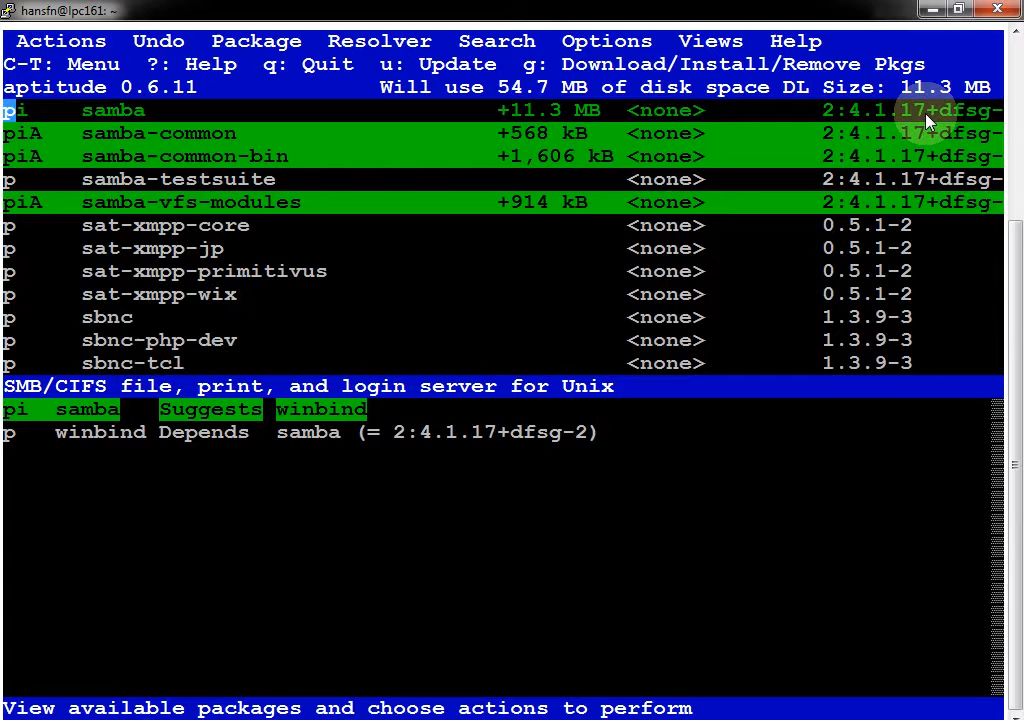 hansfn@lpc161: ~
Actions Undo Package Resolver Search Options Views Help
C-T: Menu ?: Help q: Quit u: Update g: Download/Install/Remove Pkgs
aptitude 0.6.11 Will use 54.7 MB of disk space DL Size: 11.3 MB
pi samba +11.3 MB <none> 2:4.1.17+dfsg-
piA samba-common +568 kB <none> 2:4.1.17+dfsg-
piA samba-common-bin +1,606 kB <none> 2:4.1.17+dfsg-
p samba-testsuite <none> 2:4.1.17+dfsg-
piA samba-vfs-modules +914 kB <none> 2:4.1.17+dfsg-
p sat-xmpp-core <none> 0.5.1-2
p sat-xmpp-jp <none> 0.5.1-2
p sat-xmpp-primitivus <none> 0.5.1-2
p sat-xmpp-wix <none> 0.5.1-2
p sbnc <none> 1.3.9-3
p sbnc-php-dev <none> 1.3.9-3
p sbnc-tcl <none> 1.3.9-3
SMB/CIFS file, print, and login server for Unix
pi samba Suggests winbind
p winbind Depends samba (= 2:4.1.17+dfsg-2)
View available packages and choose actions to perform